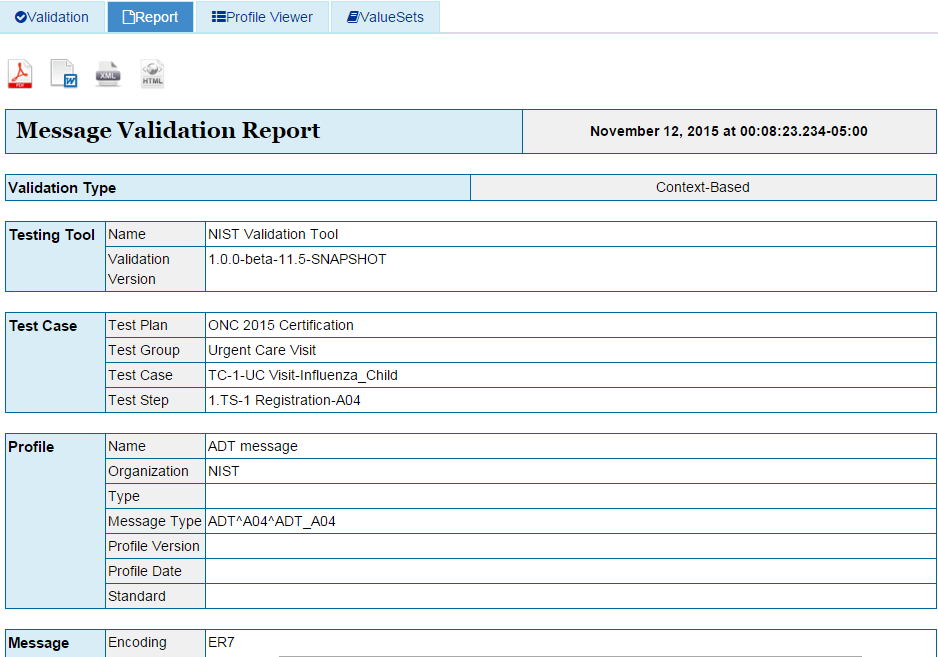 Validation Report Profile Viewer ValueSets
PDF W XML HTML
Message Validation Report November 12, 2015 at 00:08:23.234-05:00
Validation Type Context-Based
Testing Tool Name NIST Validation Tool
Validation 1.0.0-beta-11.5-SNAPSHOT
Version
Test Case Test Plan ONC 2015 Certification
Test Group Urgent Care Visit
Test Case TC-1-UC Visit-Influenza_Child
Test Step 1.TS-1 Registration-A04
Profile Name ADT message
Organization NIST
Type
Message Type ADT^A04^ADT_A04
Profile Version
Profile Date
Standard
Message Encoding ER7